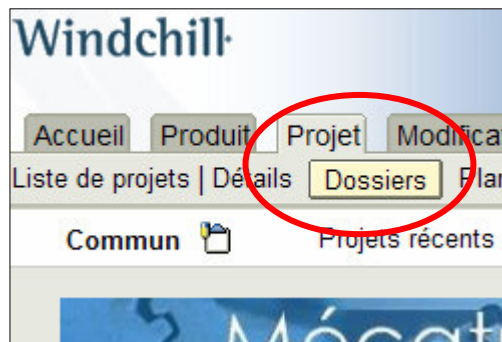 Windchill
Accueil Produit Projet
Liste de projets | Détails Dossiers
Commun Projets récents